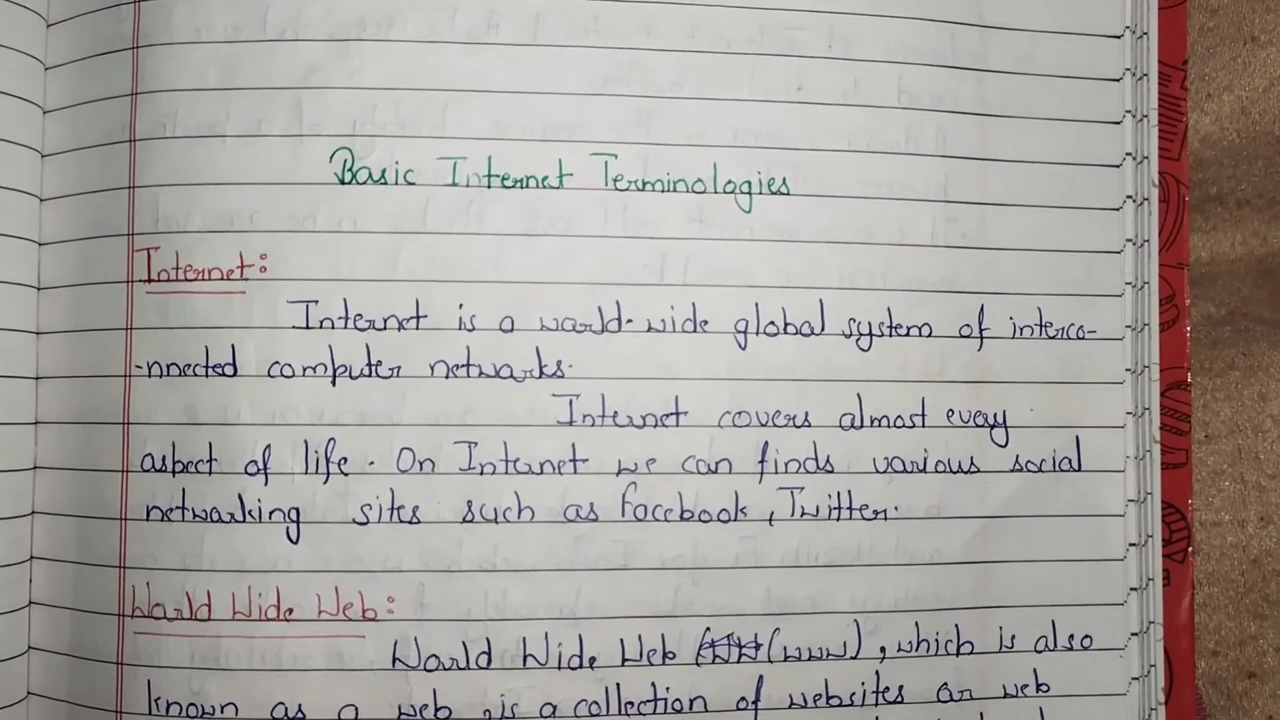 Basic Internet Terminologies
Internet:
Internet is a world-wide global system of interco-
-nnected computer networks.
Internet covers almost every
aspect of life. On Internet we can finds various social
networking sites such as Facebook, Twitter.
World Wide Web:
World Wide Web (www), which is also
known as a web, is a collection of websites or web